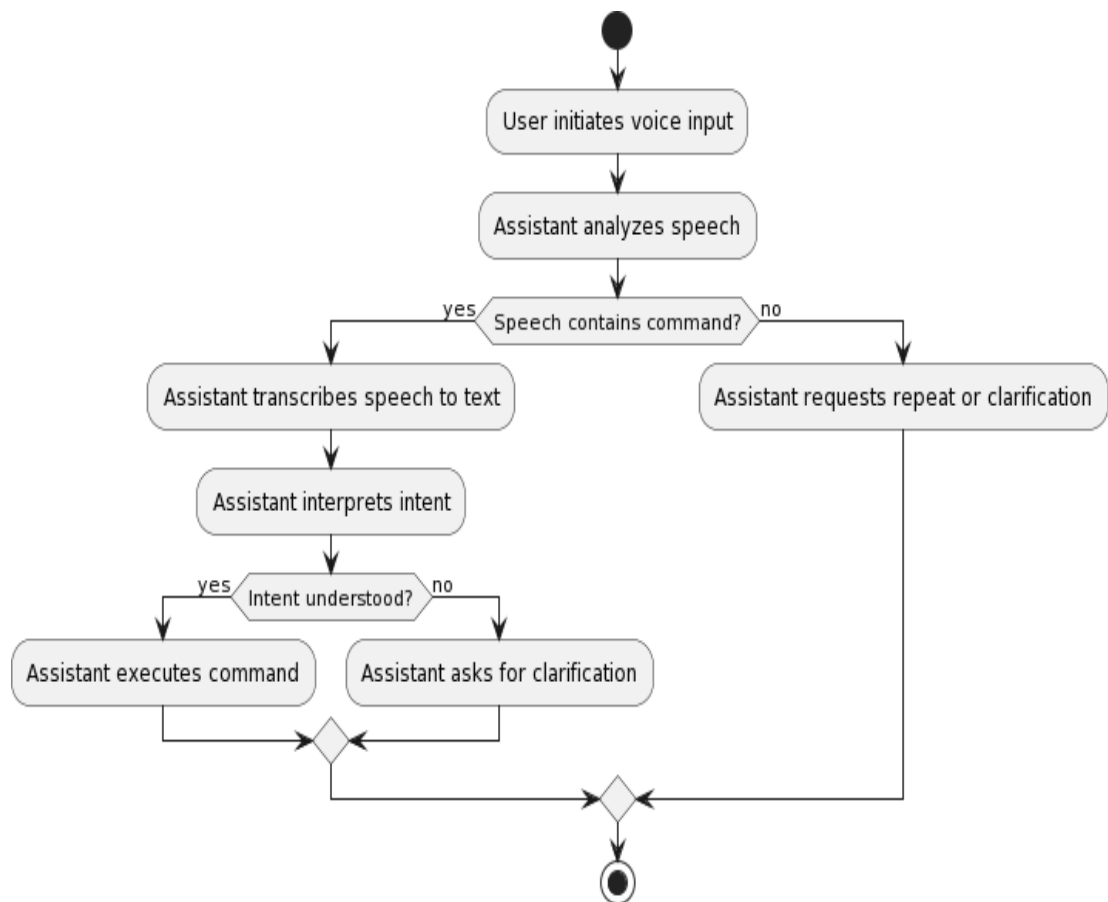 User initiates voice input
Assistant analyzes speech
yes
Speech contains command?
no
Assistant transcribes speech to text
Assistant requests repeat or clarification
Assistant interprets intent
yes
Intent understood?
no
Assistant executes command
Assistant asks for clarification